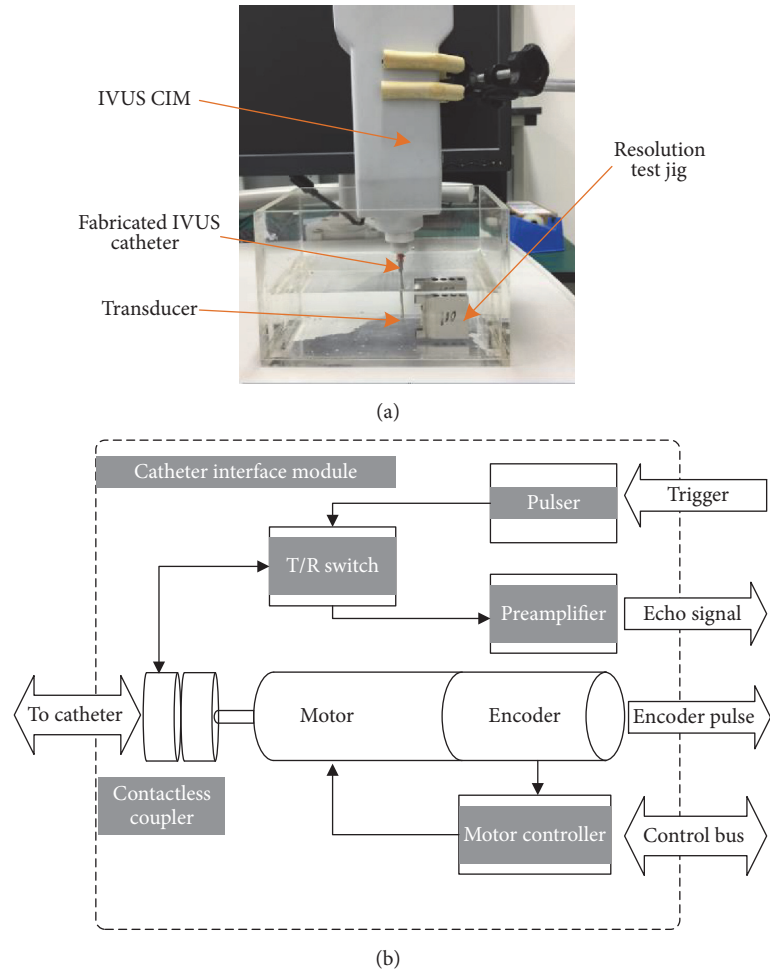 IVUS CIM
Resolution
test jig
Fabricated IVUS
catheter
Transducer
(a)
Catheter interface module
Pulser
Trigger
T/R switch
Preamplifier
Echo signal
To catheter
Motor
Encoder
Encoder pulse
Contactless
coupler
Motor controller
Control bus
(b)